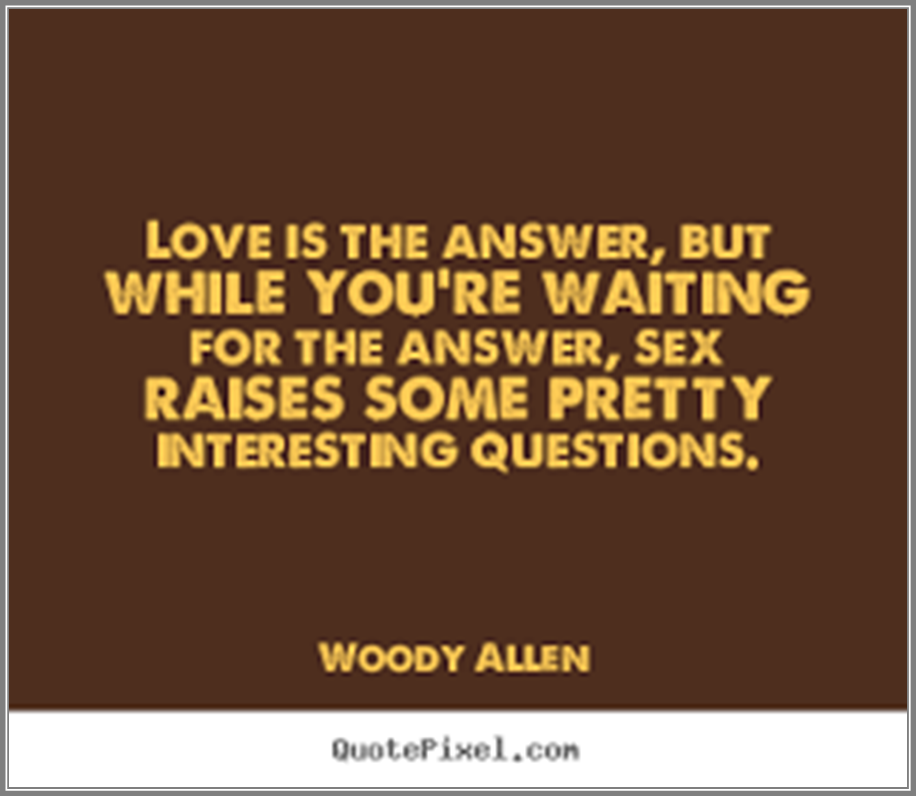 Love is the answer, but
while you're waiting
for the answer, sex
raises some pretty
interesting questions.
Woody Allen
QuotePixel.com